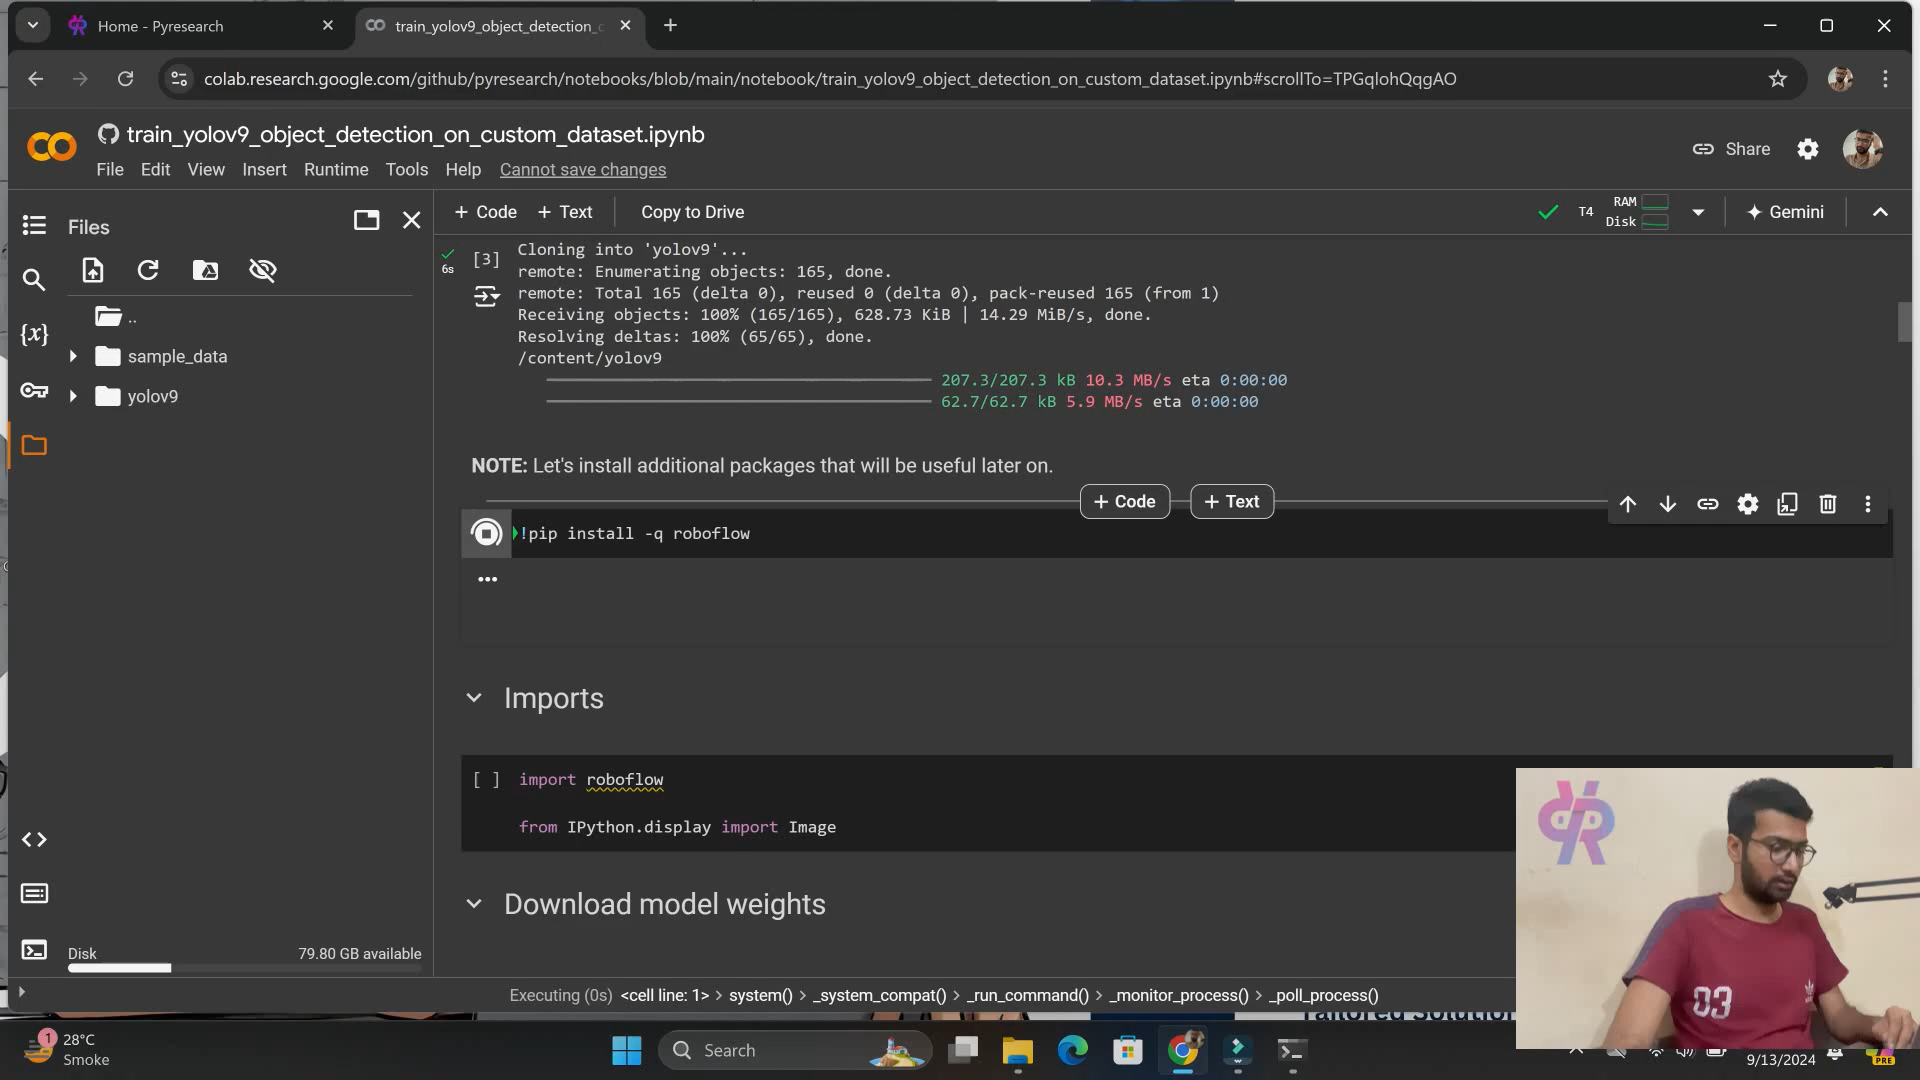 Home - Pyresearch
train_yolov9_object_detection_
colab.research.google.com/github/pyresearch/notebooks/blob/main/notebook/train_yolov9_object_detection_on_custom_dataset.ipynb#scrollTo=TPGqlohQqgAO
train_yolov9_object_detection_on_custom_dataset.ipynb
File Edit View Insert Runtime Tools Help Cannot save changes
Share
Files
+ Code + Text Copy to Drive
T4 RAM
Disk
Gemini
..
sample_data
yolov9
6s
[3] Cloning into 'yolov9'...
remote: Enumerating objects: 165, done.
remote: Total 165 (delta 0), reused 0 (delta 0), pack-reused 165 (from 1)
Receiving objects: 100% (165/165), 628.73 KiB | 14.29 MiB/s, done.
Resolving deltas: 100% (65/65), done.
/content/yolov9
207.3/207.3 kB 10.3 MB/s eta 0:00:00
62.7/62.7 kB 5.9 MB/s eta 0:00:00
NOTE: Let's install additional packages that will be useful later on.
+ Code + Text
!pip install -q roboflow
Imports
[ ] import roboflow
from IPython.display import Image
Download model weights
Disk 79.80 GB available
Executing (0s) <cell line: 1> > system() > _system_compat() > _run_command() > _monitor_process() > _poll_process()
03
1
28°C
Smoke
Search
9/13/2024
PRE